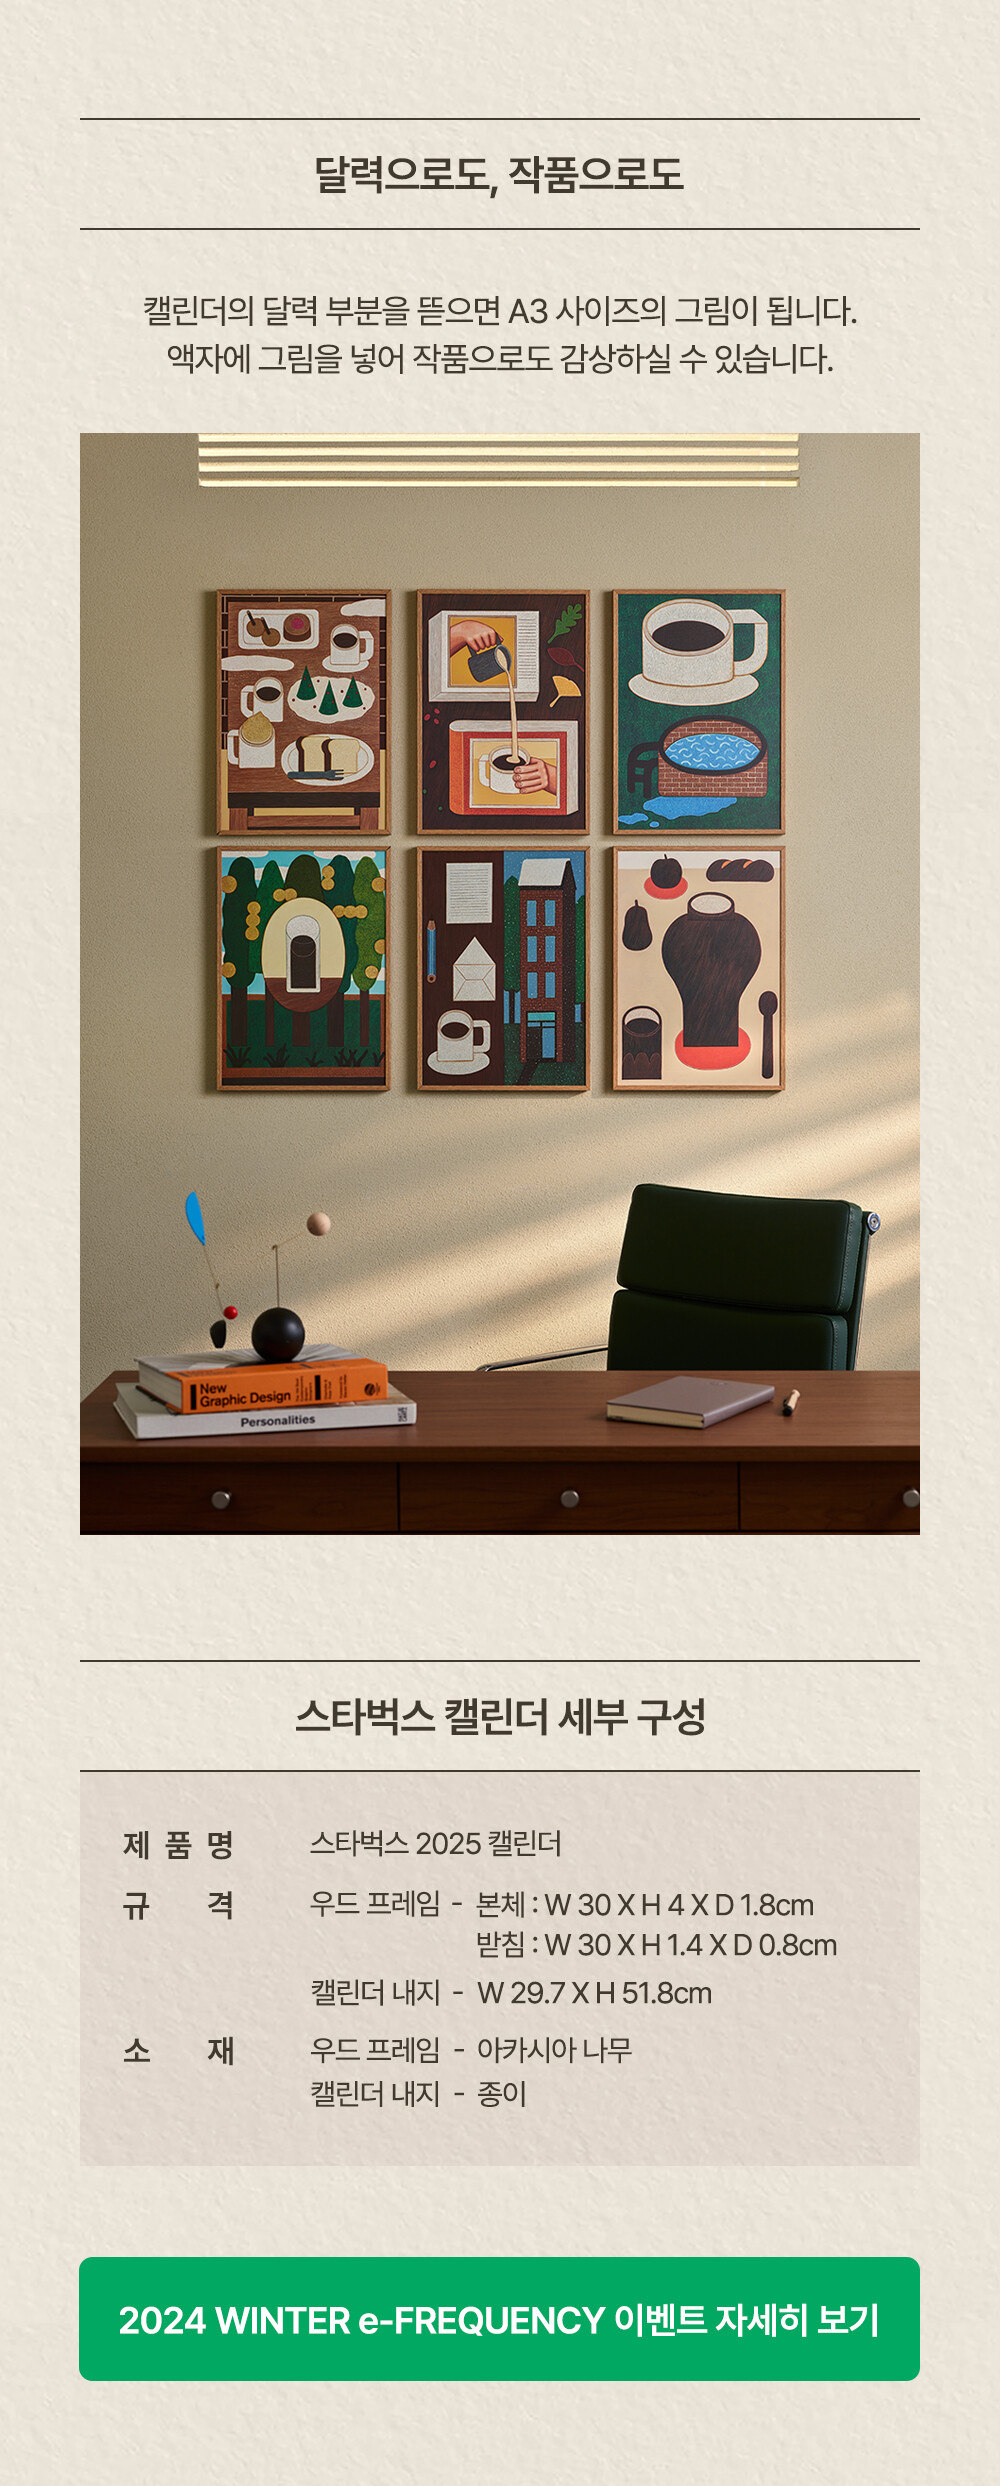 달력으로도, 작품으로도
캘린더의 달력 부분을 뜯으면 A3 사이즈의 그림이 됩니다.
액자에 그림을 넣어 작품으로도 감상하실 수 있습니다.
New
Graphic Design
Personalities
스타벅스 캘린더 세부 구성
제 품 명 스타벅스 2025 캘린더
규 격 우드 프레임 - 본체 : W 30 X H 4 X D 1.8cm
받침 : W 30 X H 1.4 X D 0.8cm
캘린더 내지 - W 29.7 X H 51.8cm
소 재 우드 프레임 - 아카시아 나무
캘린더 내지 - 종이
2024 WINTER e-FREQUENCY 이벤트 자세히 보기